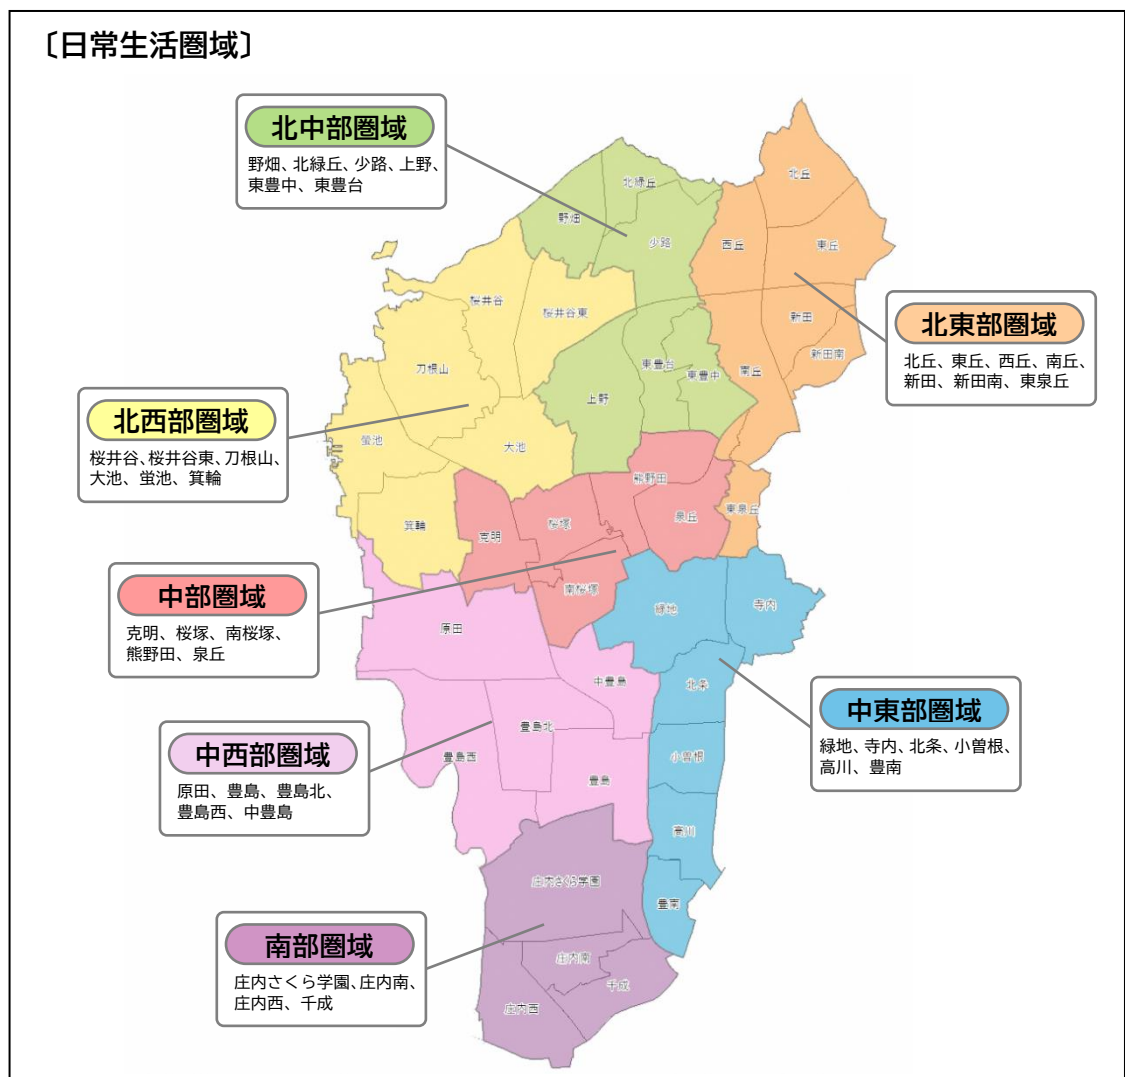 〔日常生活圏域〕
北中部圏域
野畑、北緑丘、少路、上野、
東豊中、東豊台
北東部圏域
北丘、東丘、西丘、南丘、
新田、新田南、東泉丘
北西部圏域
桜井谷、桜井谷東、刀根山、
大池、蛍池、箕輪
中部圏域
克明、桜塚、南桜塚、
熊野田、泉丘
中東部圏域
緑地、寺内、北条、小曽根、
高川、豊南
中西部圏域
原田、豊島、豊島北、
豊島西、中豊島
南部圏域
庄内さくら学園、庄内南、
庄内西、千成
北丘
北緑丘
野畑
少路
西丘
東丘
桜井谷
桜井谷東
新田
新田南
刀根山
東豊台
東豊中
南丘
上野
蛍池
大池
熊野田
箕輪
克明
桜塚
泉丘
東泉丘
南桜塚
緑地
寺内
原田
中豊島
北条
豊島北
豊島西
小曽根
豊島
高川
庄内さくら学園
豊南
庄内南
千成
庄内西